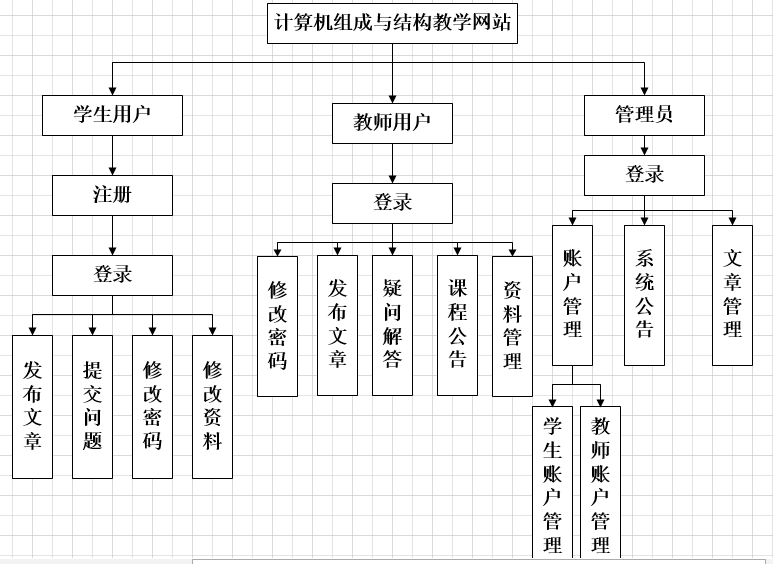 计算机组成与结构教学网站
学生用户
教师用户
管理员
注册
登录
登录
登录
发布文章
提交问题
修改密码
修改资料
修改密码
发布文章
疑问解答
课程公告
资料管理
账户管理
系统公告
文章管理
学生账户管理
教师账户管理